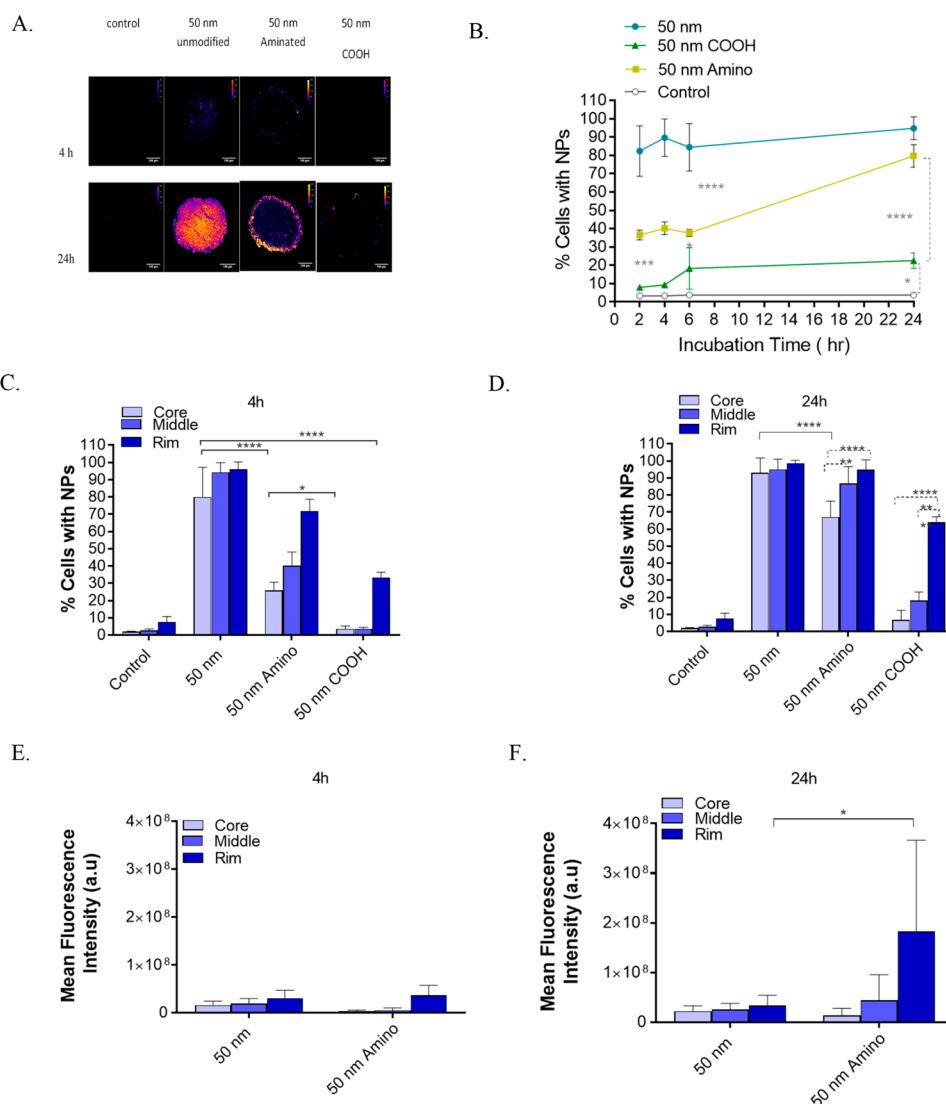 A.
control
50 nm
unmodified
50 nm
Aminated
50 nm
COOH
4 h
24h
B.
50 nm
50 nm COOH
50 nm Amino
Control
% Cells with NPs
110
100
90
80
70
60
50
40
30
20
10
0
****
***
*
****
*
0 2 4 6 8 10 12 14 16 18 20 22 24
Incubation Time ( hr)
C.
4h
Core
Middle
Rim
% Cells with NPs
110
100
90
80
70
60
50
40
30
20
10
0
****
****
*
Control
50 nm
50 nm Amino
50 nm COOH
D.
24h
Core
Middle
Rim
% Cells with NPs
110
100
90
80
70
60
50
40
30
20
10
0
****
****
**
****
**
*
Control
50 nm
50 nm Amino
50 nm COOH
E.
4h
Core
Middle
Rim
Mean Fluorescence
Intensity (a.u)
4×10⁸
3×10⁸
2×10⁸
1×10⁸
0
50 nm
50 nm Amino
F.
24h
Core
Middle
Rim
Mean Fluorescence
Intensity (a.u)
4×10⁸
3×10⁸
2×10⁸
1×10⁸
0
*
50 nm
50 nm Amino